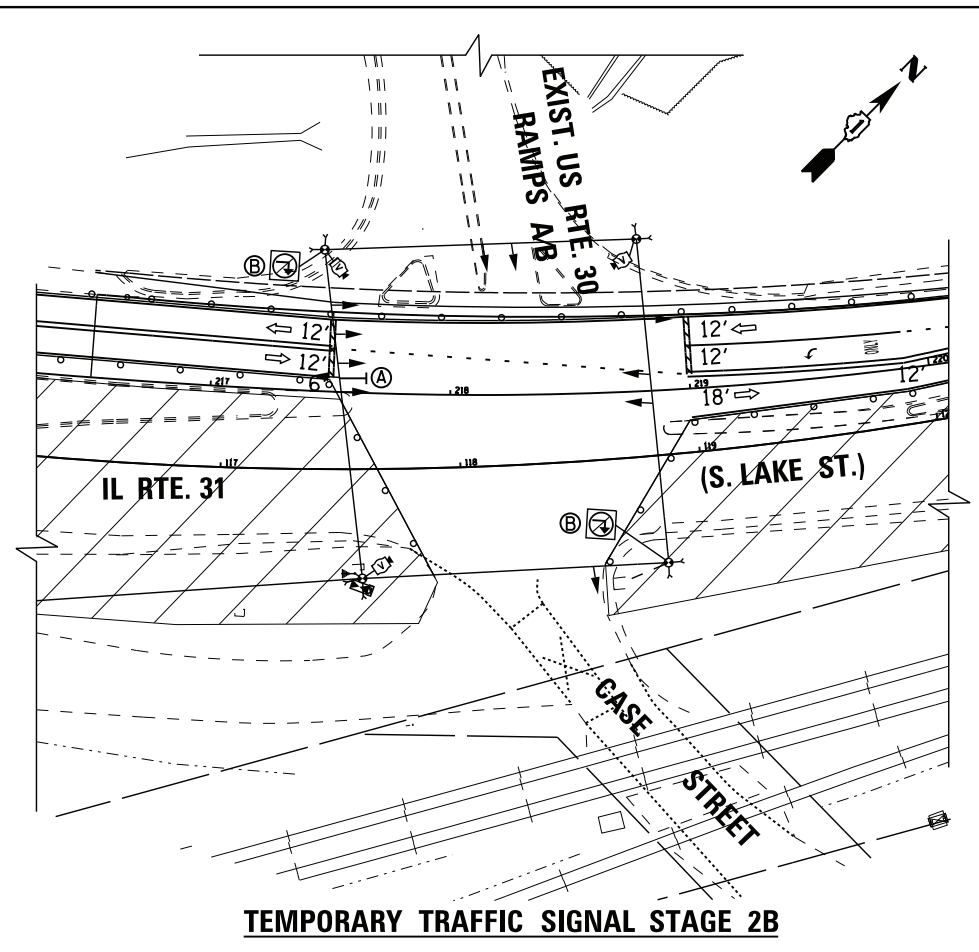 N
EXIST. US RTE. 30
RAMPS A/B
B
V
V
12'
12'
12'
12'
ONLY
6'
A
217
218
219
220
12'
18'
117
118
119
IL RTE. 31
(S. LAKE ST.)
B
V
CASE
STREET
TEMPORARY TRAFFIC SIGNAL STAGE 2B